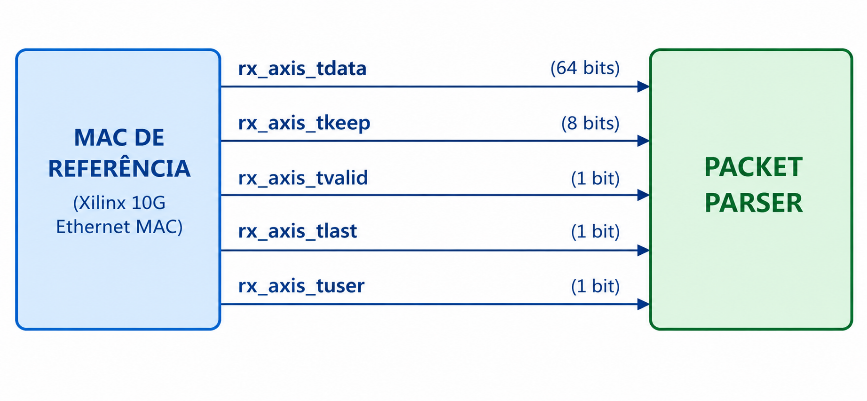 MAC DE
REFERÊNCIA
(Xilinx 10G
Ethernet MAC)
rx_axis_tdata (64 bits)
rx_axis_tkeep (8 bits)
rx_axis_tvalid (1 bit)
rx_axis_tlast (1 bit)
rx_axis_tuser (1 bit)
PACKET
PARSER